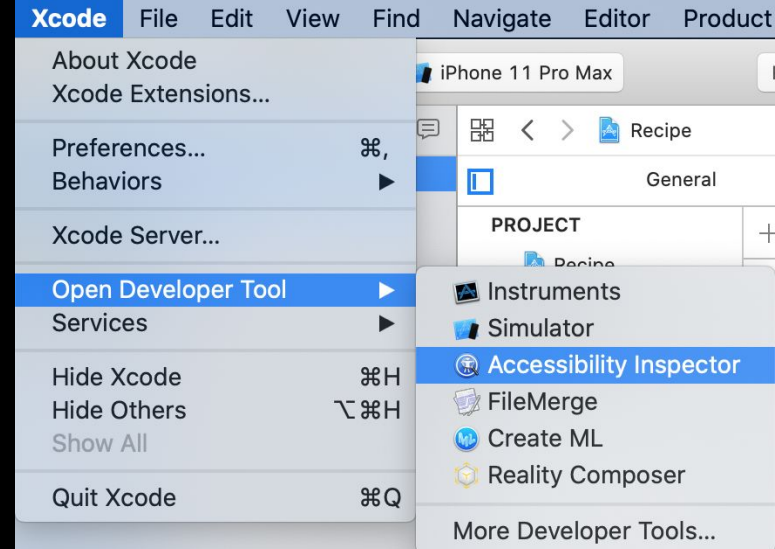 Xcode File Edit View Find Navigate Editor Product
About Xcode
Xcode Extensions...
Preferences... ⌘,
Behaviors ▶
Xcode Server...
Open Developer Tool ▶
Services ▶
Hide Xcode ⌘H
Hide Others ⌥⌘H
Show All
Quit Xcode ⌘Q
iPhone 11 Pro Max
Recipe
General
PROJECT
Recipe
Instruments
Simulator
Accessibility Inspector
FileMerge
Create ML
Reality Composer
More Developer Tools...